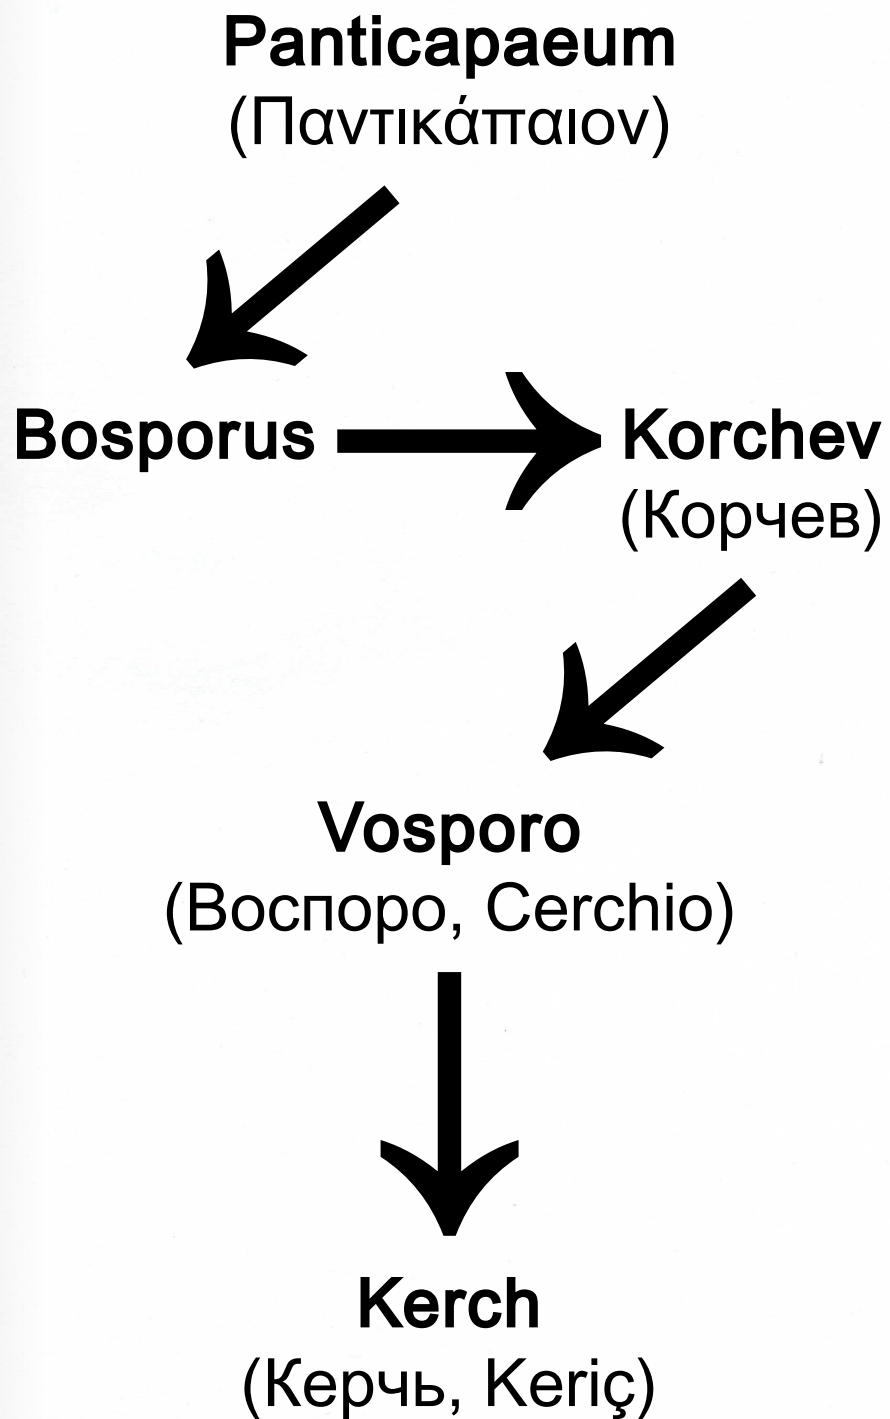 Panticapaeum
(Παντικάπαιον)
Bosporus
Korchev
(Корчев)
Vosporo
(Воспоро, Cerchio)
Kerch
(Керчь, Keriç)